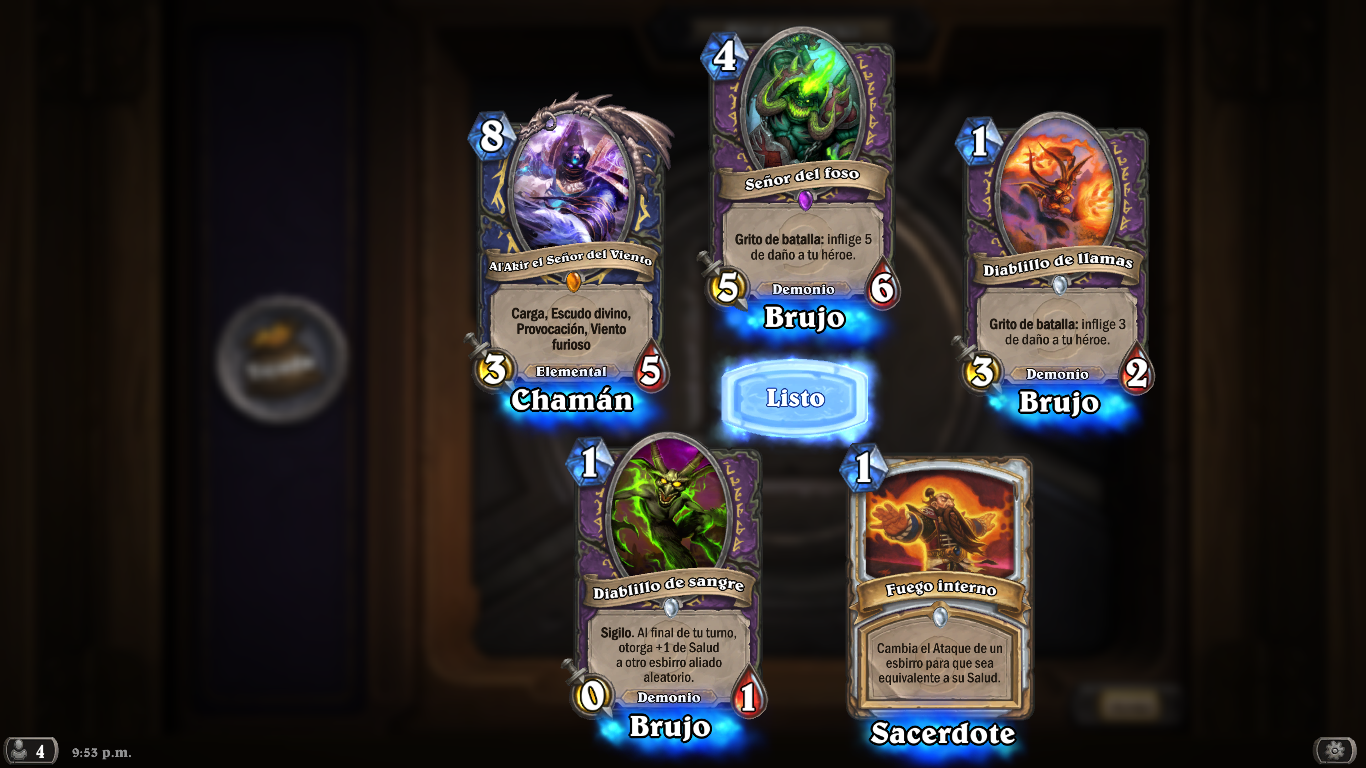 4
Señor del foso
Grito de batalla: inflige 5
de daño a tu héroe.
5
Demonio
6
Brujo
8
Al'Akir el Señor del Viento
Carga, Escudo divino,
Provocación, Viento
furioso
3
Elemental
5
Chamán
1
Diablillo de llamas
Grito de batalla: inflige 3
de daño a tu héroe.
3
Demonio
2
Brujo
Listo
1
Diablillo de sangre
Sigilo. Al final de tu turno,
otorga +1 de Salud
a otro esbirro aliado
aleatorio.
0
Demonio
1
Brujo
1
Fuego interno
Cambia el Ataque de un
esbirro para que sea
equivalente a su Salud.
Sacerdote
4
9:53 p.m.